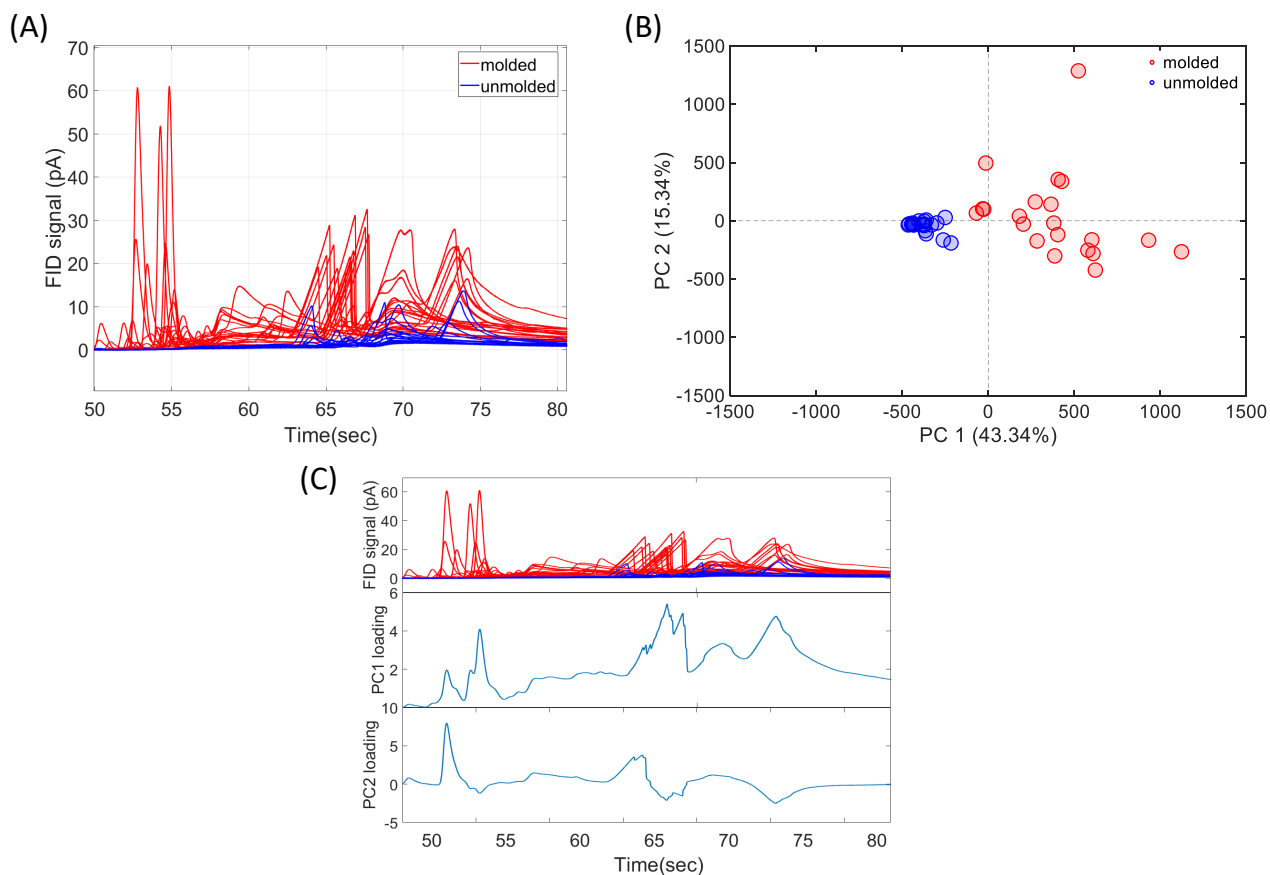 (A)
70
60
50
40
30
20
10
0
FID signal (pA)
molded
unmolded
50 55 60 65 70 75 80
Time(sec)
(B)
1500
1000
500
0
-500
-1000
-1500
PC 2 (15.34%)
molded
unmolded
-1500 -1000 -500 0 500 1000 1500
PC 1 (43.34%)
(C)
60
40
20
0
FID signal (pA)
6
4
2
PC1 loading
10
5
0
-5
PC2 loading
50 55 60 65 70 80
Time(sec)